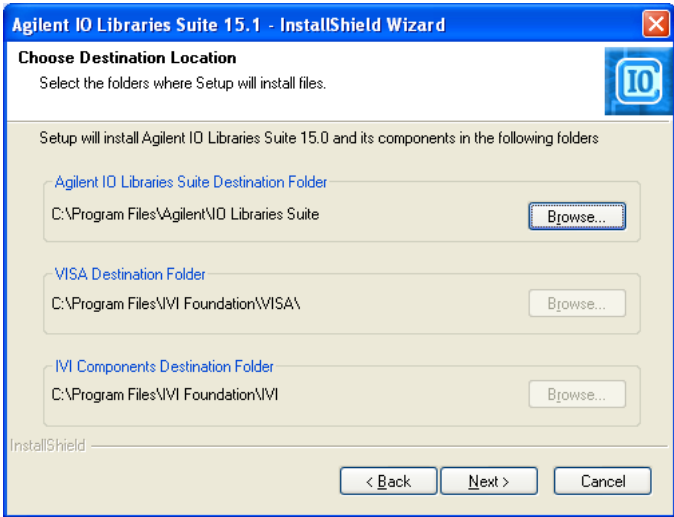 Agilent IO Libraries Suite 15.1 - InstallShield Wizard
Choose Destination Location
Select the folders where Setup will install files.
IO
Setup will install Agilent IO Libraries Suite 15.0 and its components in the following folders
Agilent IO Libraries Suite Destination Folder
C:\Program Files\Agilent\IO Libraries Suite
Browse...
VISA Destination Folder
C:\Program Files\IVI Foundation\VISA\
Browse...
IVI Components Destination Folder
C:\Program Files\IVI Foundation\IVI
Browse...
InstallShield
< Back Next > Cancel